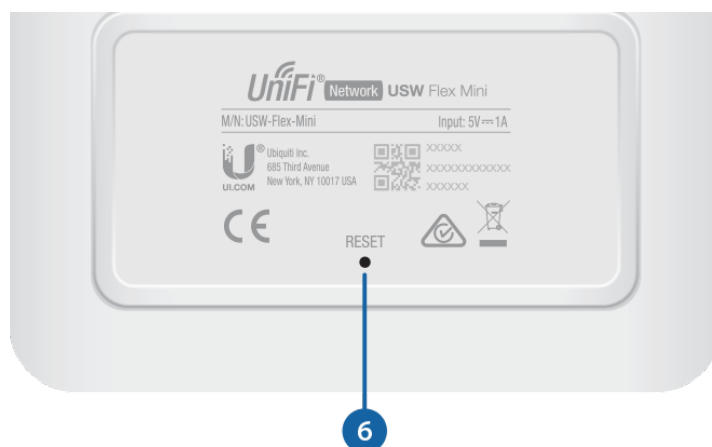 UniFi® Network USW Flex Mini
M/N: USW-Flex-Mini Input: 5V⎓1A
U® Ubiquiti Inc.
685 Third Avenue
UI.COM New York, NY 10017 USA
XXXXX
XXXXXXXXXXXX
XXXXXX
CE
RESET
6